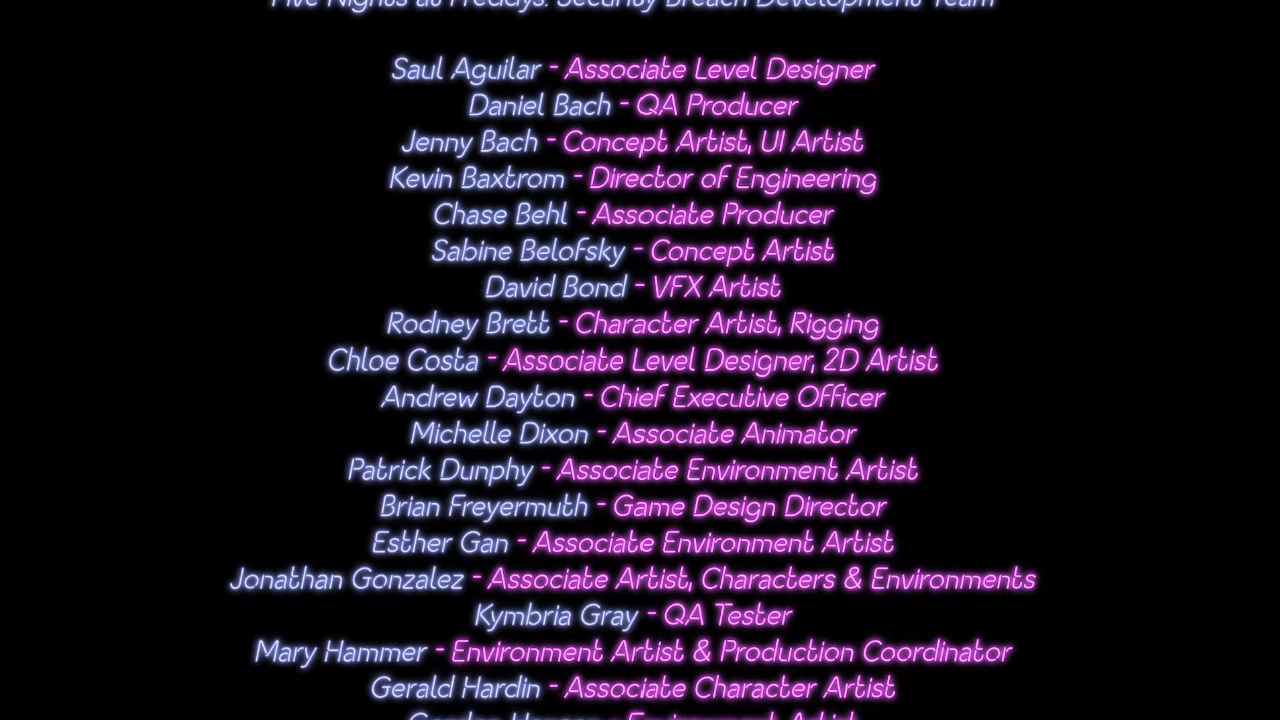 Five Nights at Freddys: Security Breach Development Team
Saul Aguilar - Associate Level Designer
Daniel Bach - QA Producer
Jenny Bach - Concept Artist, UI Artist
Kevin Baxtrom - Director of Engineering
Chase Behl - Associate Producer
Sabine Belofsky - Concept Artist
David Bond - VFX Artist
Rodney Brett - Character Artist, Rigging
Chloe Costa - Associate Level Designer, 2D Artist
Andrew Dayton - Chief Executive Officer
Michelle Dixon - Associate Animator
Patrick Dunphy - Associate Environment Artist
Brian Freyermuth - Game Design Director
Esther Gan - Associate Environment Artist
Jonathan Gonzalez - Associate Artist, Characters & Environments
Kymbria Gray - QA Tester
Mary Hammer - Environment Artist & Production Coordinator
Gerald Hardin - Associate Character Artist
- Environment Artist